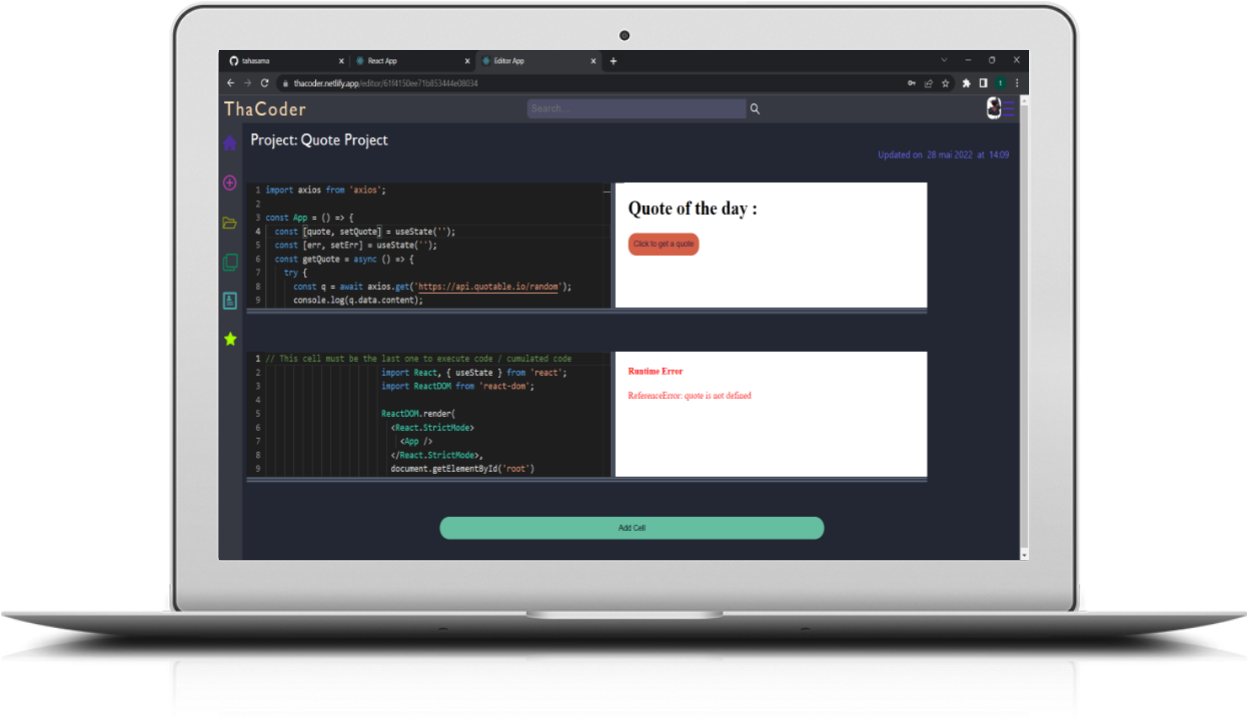 tahasama
React App
Editor App
thacoder.netlify.app/editor/61f4150ee71b853444e08034
ThaCoder
Search...
Project: Quote Project
Updated on 28 mai 2022 at 14:09
1 import axios from 'axios';
2
3 const App = () => {
4 const [quote, setQuote] = useState('');
5 const [err, setErr] = useState('');
6 const getQuote = async () => {
7 try {
8 const q = await axios.get('https://api.quotable.io/random');
9 console.log(q.data.content);
Quote of the day :
Click to get a quote
1 // This cell must be the last one to execute code / cumulated code
2 import React, { useState } from 'react';
3 import ReactDOM from 'react-dom';
4
5 ReactDOM.render(
6 <React.StrictMode>
7 <App />
8 </React.StrictMode>,
9 document.getElementById('root')
Runtime Error
ReferenceError: quote is not defined
Add Cell